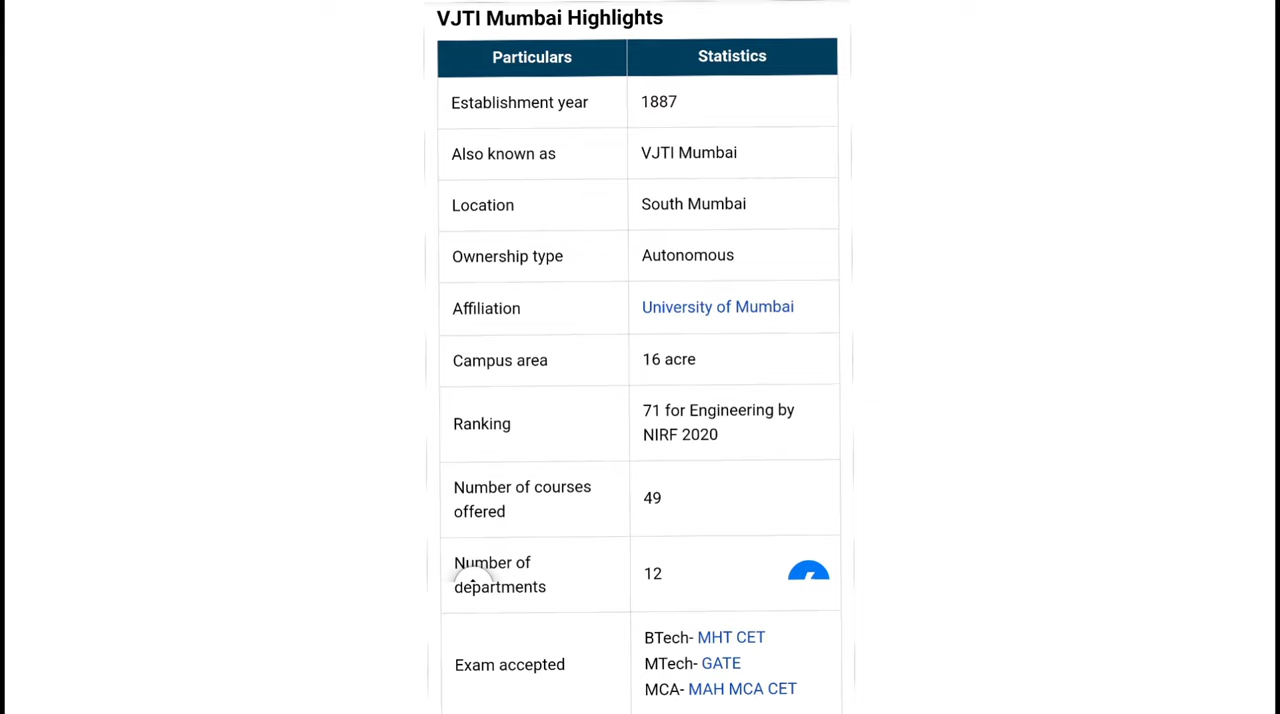 VJTI Mumbai Highlights
Particulars Statistics
Establishment year 1887
Also known as VJTI Mumbai
Location South Mumbai
Ownership type Autonomous
Affiliation University of Mumbai
Campus area 16 acre
Ranking 71 for Engineering by
NIRF 2020
Number of courses
offered 49
Number of
departments 12
Exam accepted BTech- MHT CET
MTech- GATE
MCA- MAH MCA CET